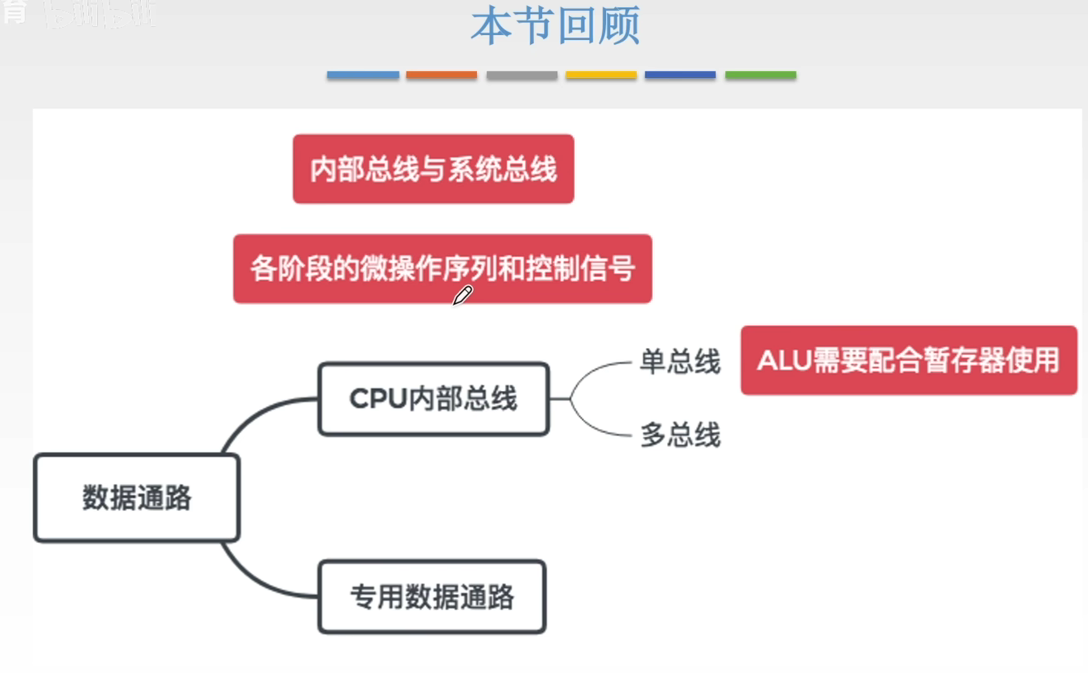 育
本节回顾
内部总线与系统总线
各阶段的微操作序列和控制信号
单总线
ALU需要配合暂存器使用
CPU内部总线
多总线
数据通路
专用数据通路